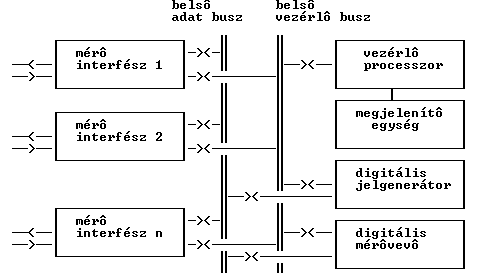 belsô
adat busz
belsô
vezérlô busz
mérô
interfész 1
vezérlô
processzor
megjelenítô
egység
mérô
interfész 2
digitális
jelgenerátor
mérô
interfész n
digitális
mérôvevô